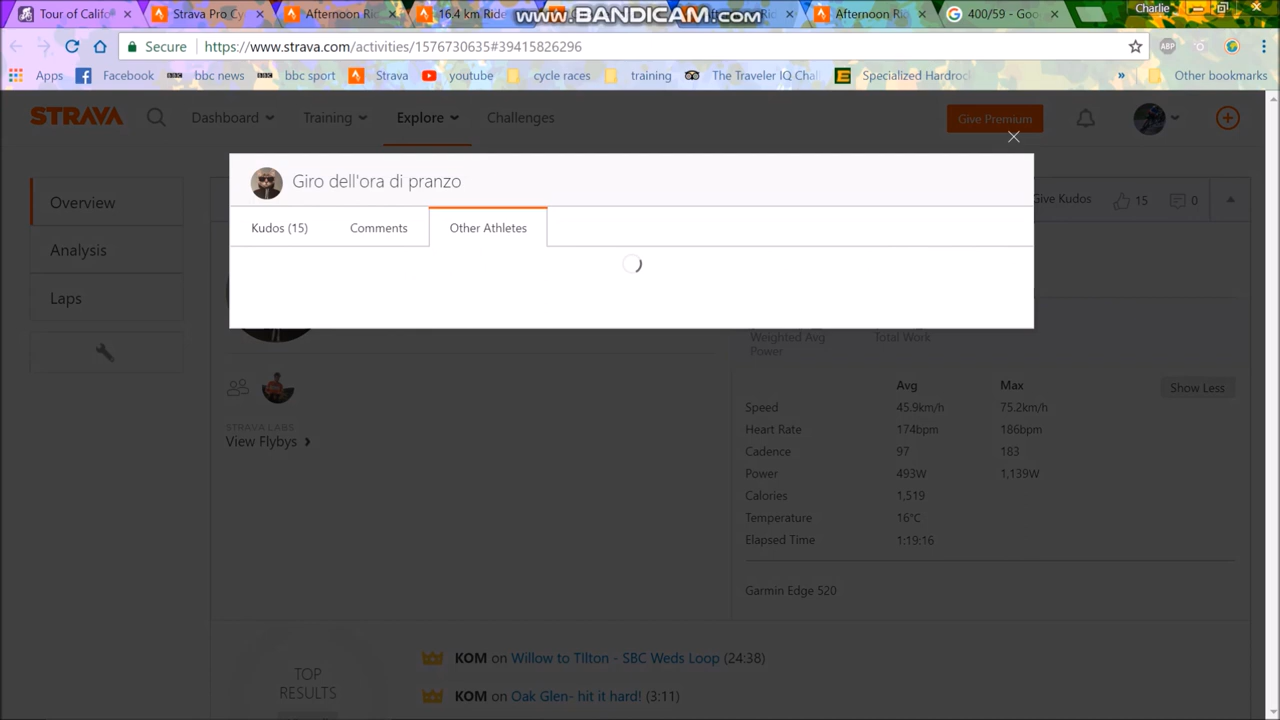 Tour of Califo
Strava Pro Cy
Afternoon Rid
16.4 km Ride
www.BANDICAM.com
Afternoon Ri
400/59 - Goo
Charlie
Secure
https://www.strava.com/activities/1576730635#39415826296
ABP
Apps
Facebook
bbc news
bbc sport
Strava
youtube
cycle races
training
The Traveler IQ Chal
Specialized Hardroc
»
Other bookmarks
STRAVA
Dashboard
Training
Explore
Challenges
Give Premium
Giro dell'ora di pranzo
Overview
Give Kudos
15
0
Kudos (15)
Comments
Other Athletes
Analysis
Laps
Weighted Avg
Power
Total Work
Avg
Max
Show Less
Speed
45.9km/h
75.2km/h
Heart Rate
174bpm
186bpm
STRAVA LABS
View Flybys
Cadence
97
183
Power
493W
1,139W
Calories
1,519
Temperature
16°C
Elapsed Time
1:19:16
Garmin Edge 520
TOP
RESULTS
KOM on Willow to TIlton - SBC Weds Loop (24:38)
KOM on Oak Glen- hit it hard! (3:11)